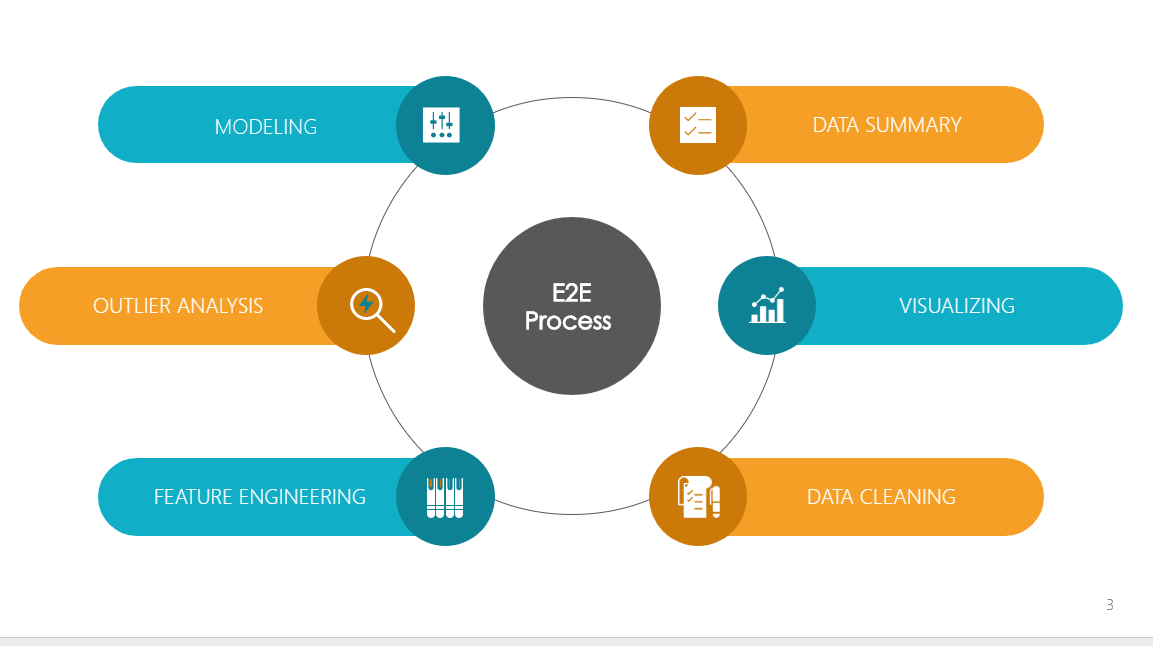 MODELING
DATA SUMMARY
E2E
Process
OUTLIER ANALYSIS
VISUALIZING
FEATURE ENGINEERING
DATA CLEANING
3